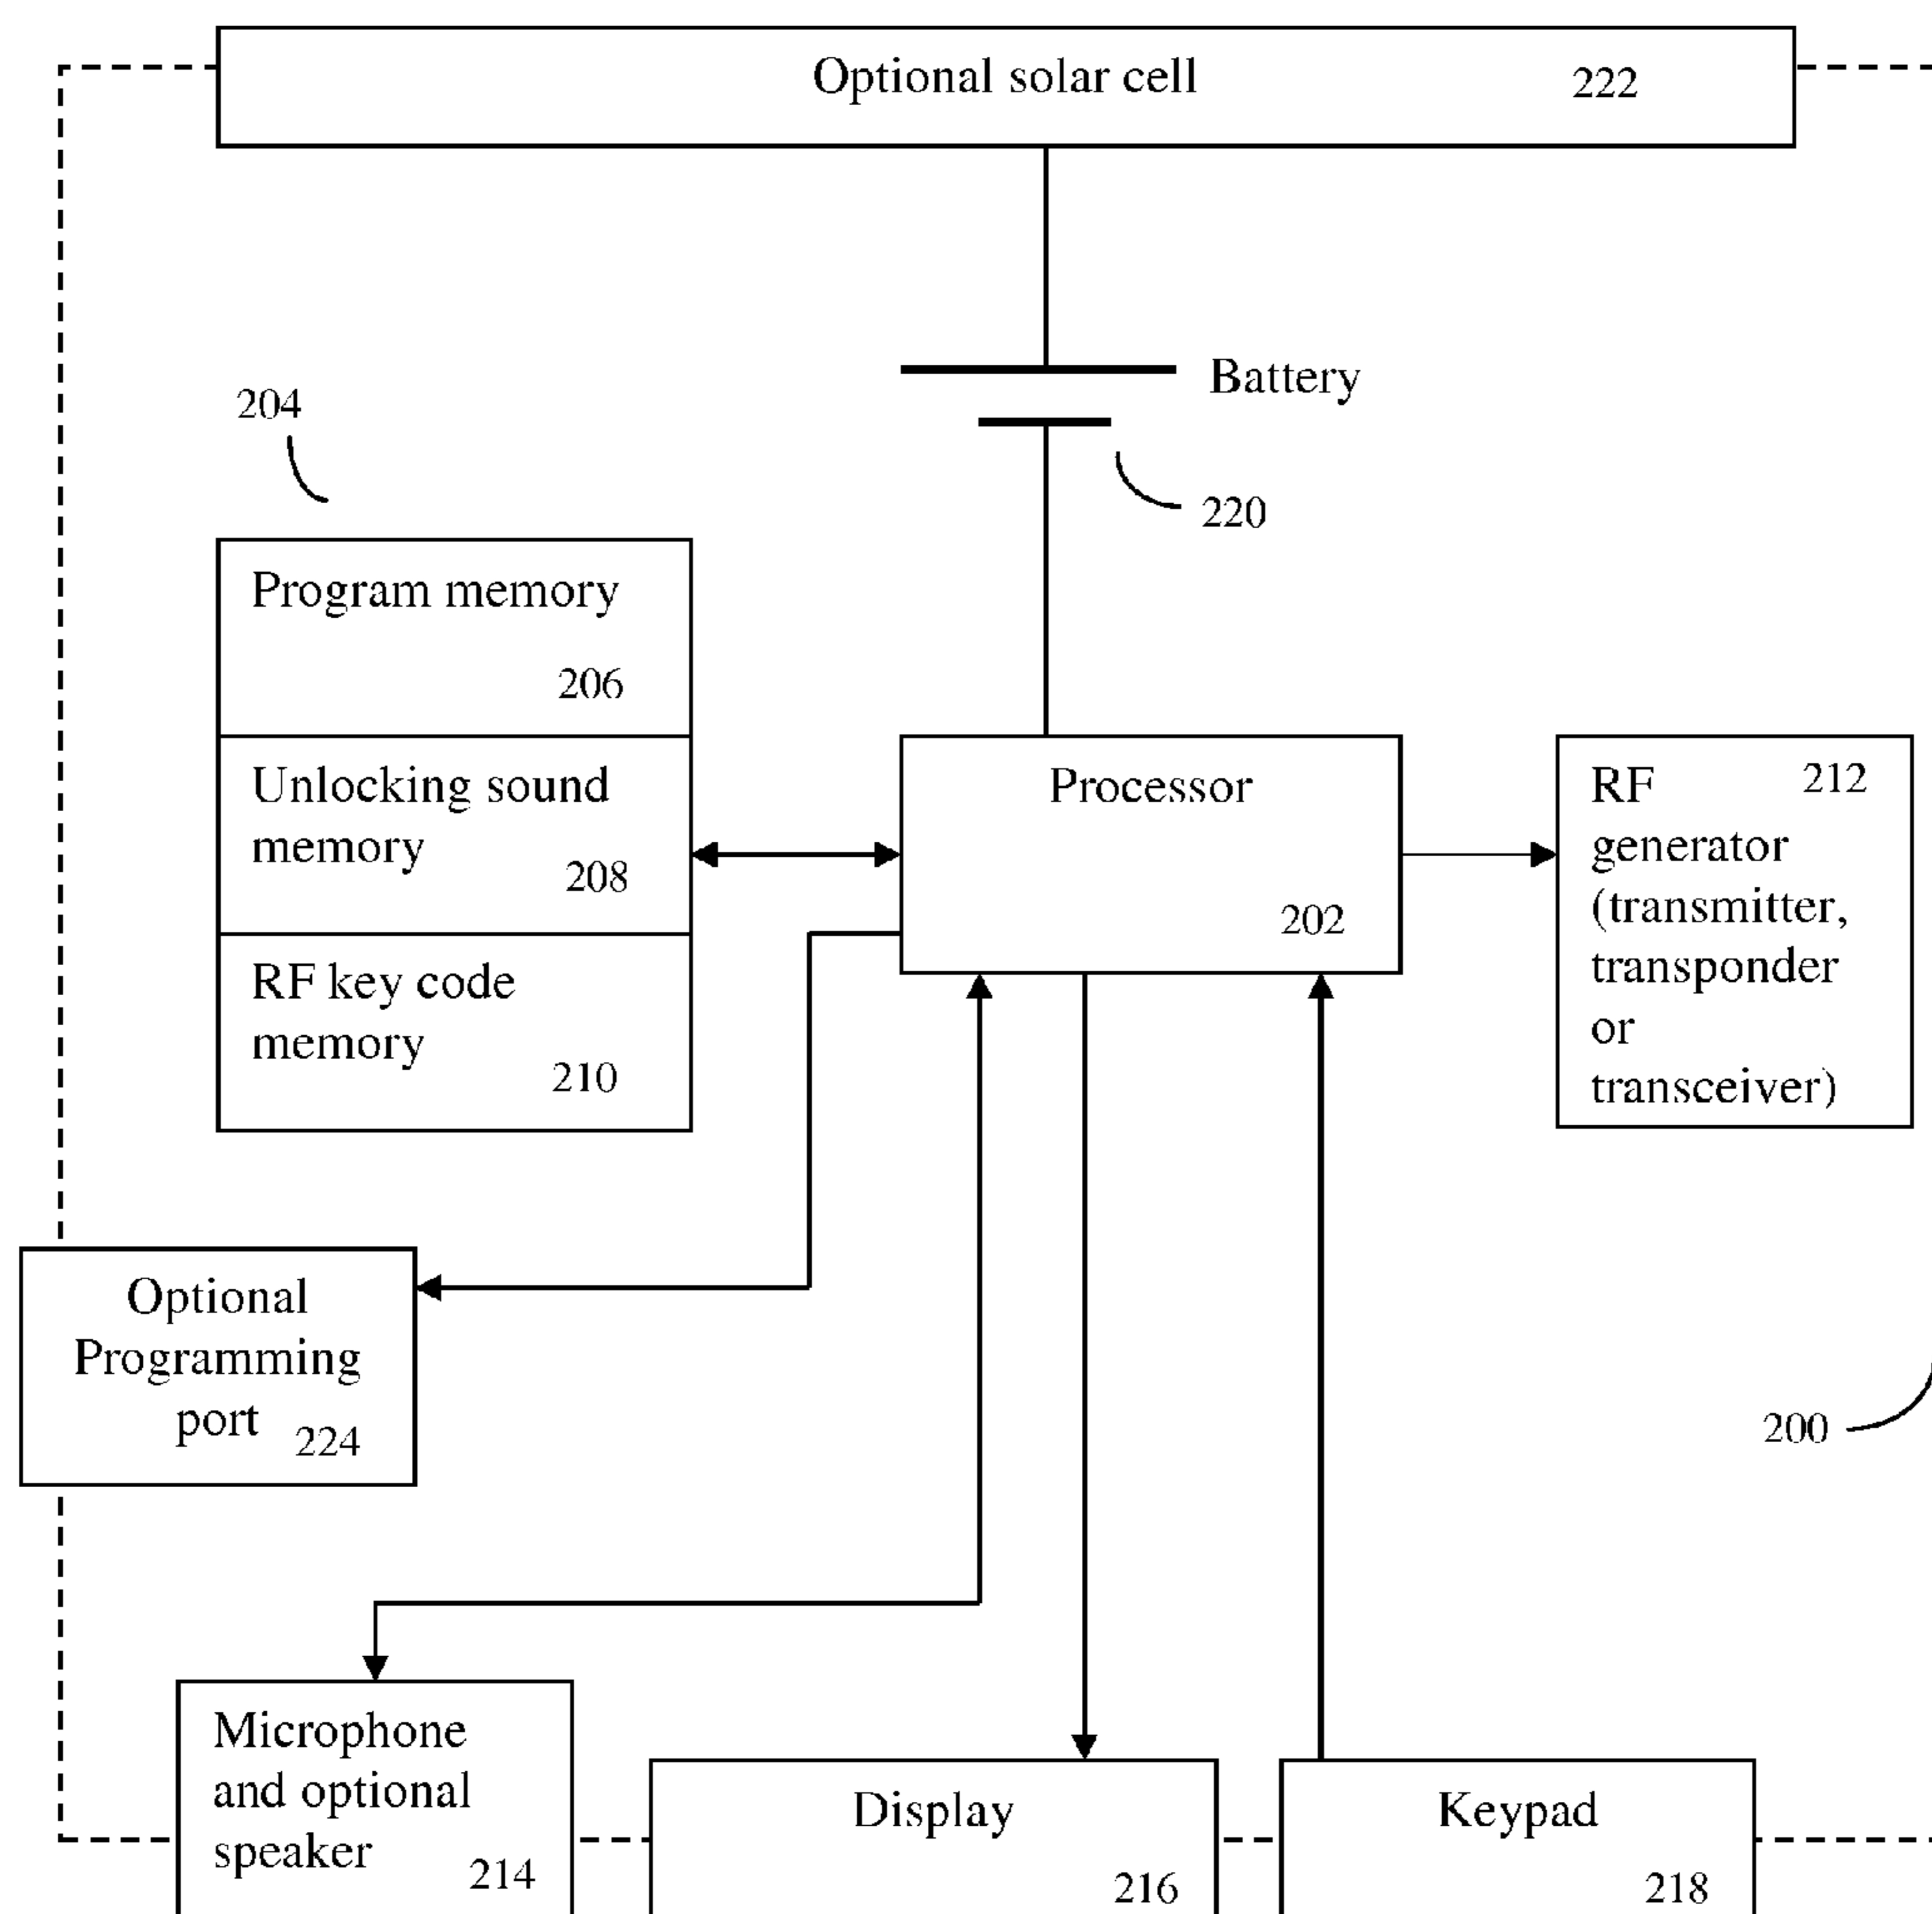 Optional solar cell 222
Battery
204
220
Program memory
206
Unlocking sound
memory
208
RF key code
memory
210
Processor
202
RF 212
generator
(transmitter,
transponder
or
transceiver)
Optional
Programming
port 224
200
Microphone
and optional
speaker
214
Display
216
Keypad
218